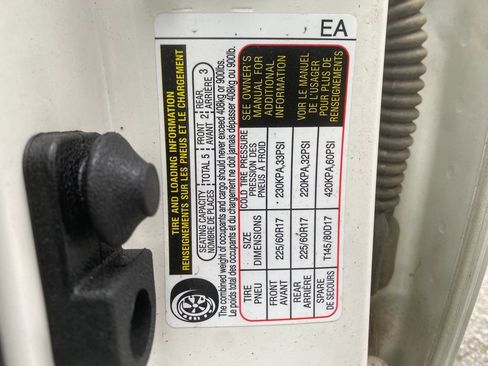 EA
TIRE AND LOADING INFORMATION
RENSEIGNEMENTS SUR LES PNEUS ET LE CHARGEMENT
SEATING CAPACITY TOTAL 5 FRONT 2 REAR 3
NOMBRE DE PLACES AVANT ARRIÈRE
The combined weight of occupants and cargo should never exceed 408kg or 900lbs.
Le poids total des occupants et du chargement ne doit jamais dépasser 408kg ou 900lb.
TIRE SIZE COLD TIRE PRESSURE SEE OWNER'S
PNEU DIMENSIONS PRESSION DES MANUAL FOR
PNEUS À FROID ADDITIONAL
INFORMATION
FRONT 225/60R17 230KPA,33PSI
AVANT
REAR 225/60R17 220KPA,32PSI VOIR LE MANUEL
ARRIÈRE DE L'USAGER
SPARE T145/80D17 420KPA,60PSI POUR PLUS DE
DE SECOURS RENSEIGNEMENTS